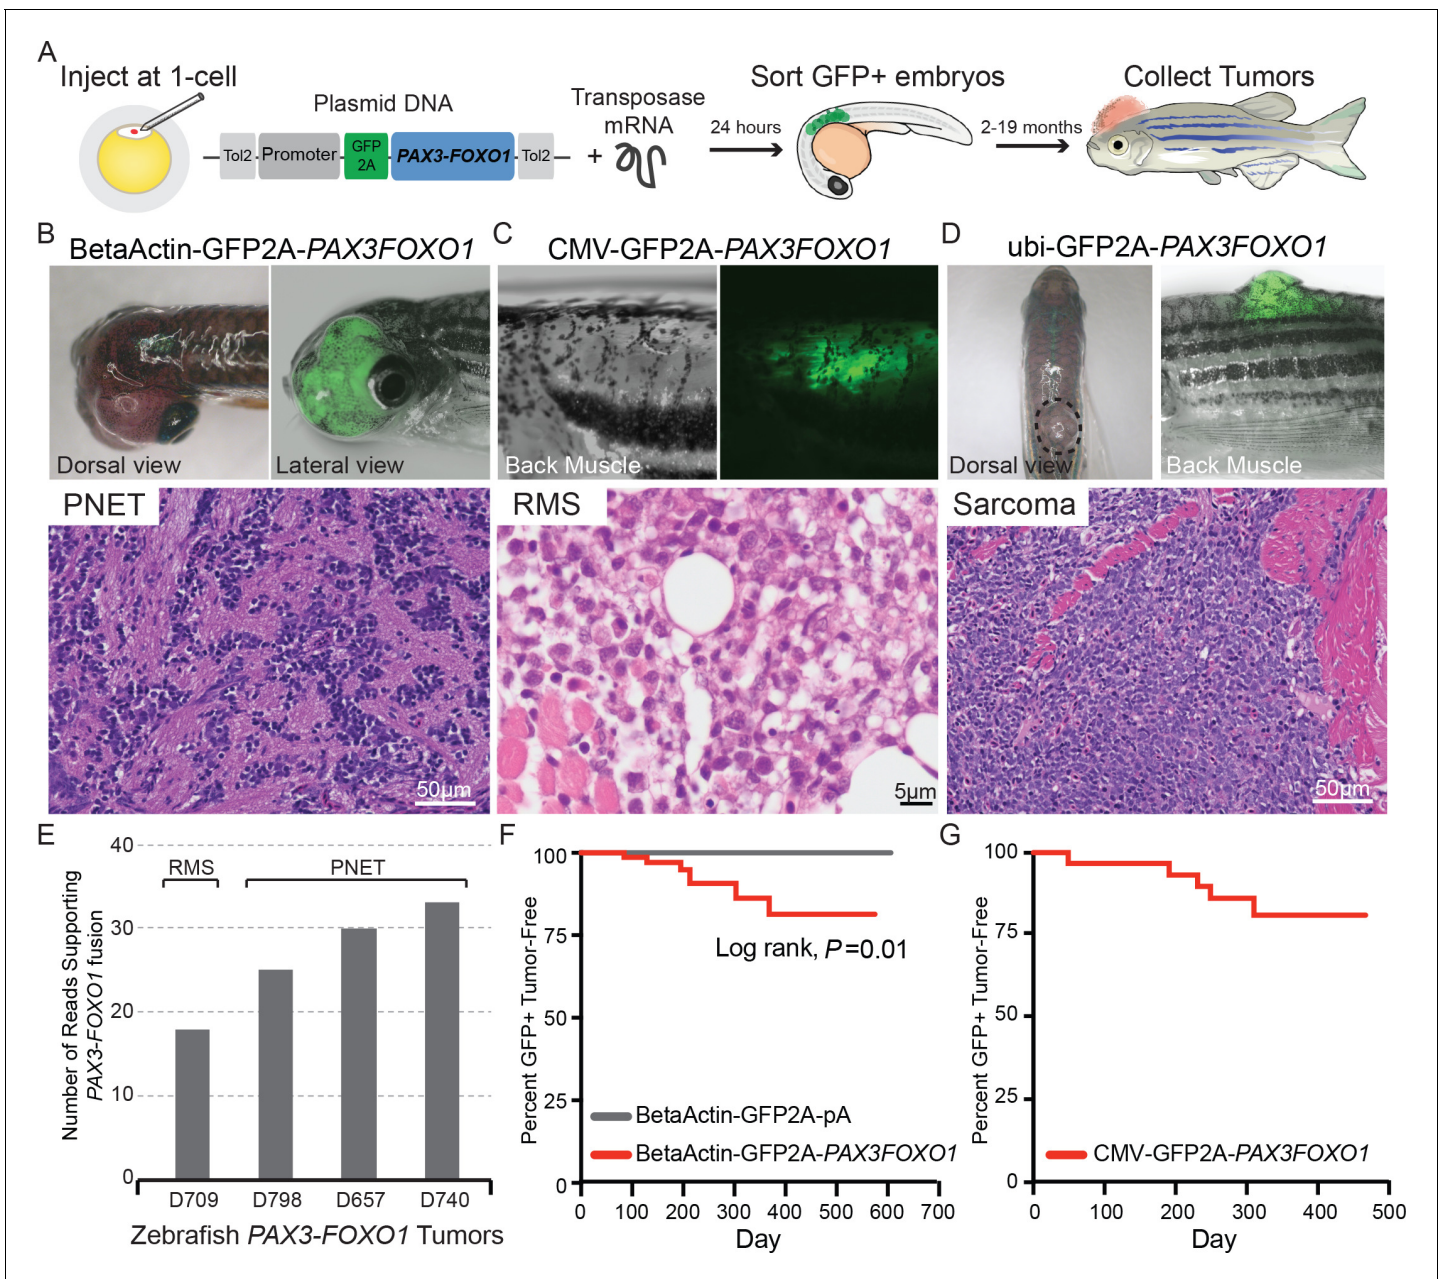 A
Inject at 1-cell
Plasmid DNA
Tol2
Promoter
GFP
2A
PAX3-FOXO1
Tol2
+
Transposase
mRNA
24 hours
Sort GFP+ embryos
2-19 months
Collect Tumors
B
BetaActin-GFP2A-PAX3FOXO1
Dorsal view
Lateral view
PNET
50µm
C
CMV-GFP2A-PAX3FOXO1
Back Muscle
RMS
5µm
D
ubi-GFP2A-PAX3FOXO1
Dorsal view
Back Muscle
Sarcoma
50µm
E
Number of Reads Supporting
PAX3-FOXO1 fusion
40
30
20
10
0
RMS
PNET
D709
D798
D657
D740
Zebrafish PAX3-FOXO1 Tumors
F
Percent GFP+ Tumor-Free
100
75
50
25
0
Log rank, P=0.01
BetaActin-GFP2A-pA
BetaActin-GFP2A-PAX3FOXO1
0 100 200 300 400 500 600 700
Day
G
Percent GFP+ Tumor-Free
100
75
50
25
0
CMV-GFP2A-PAX3FOXO1
0 100 200 300 400 500
Day